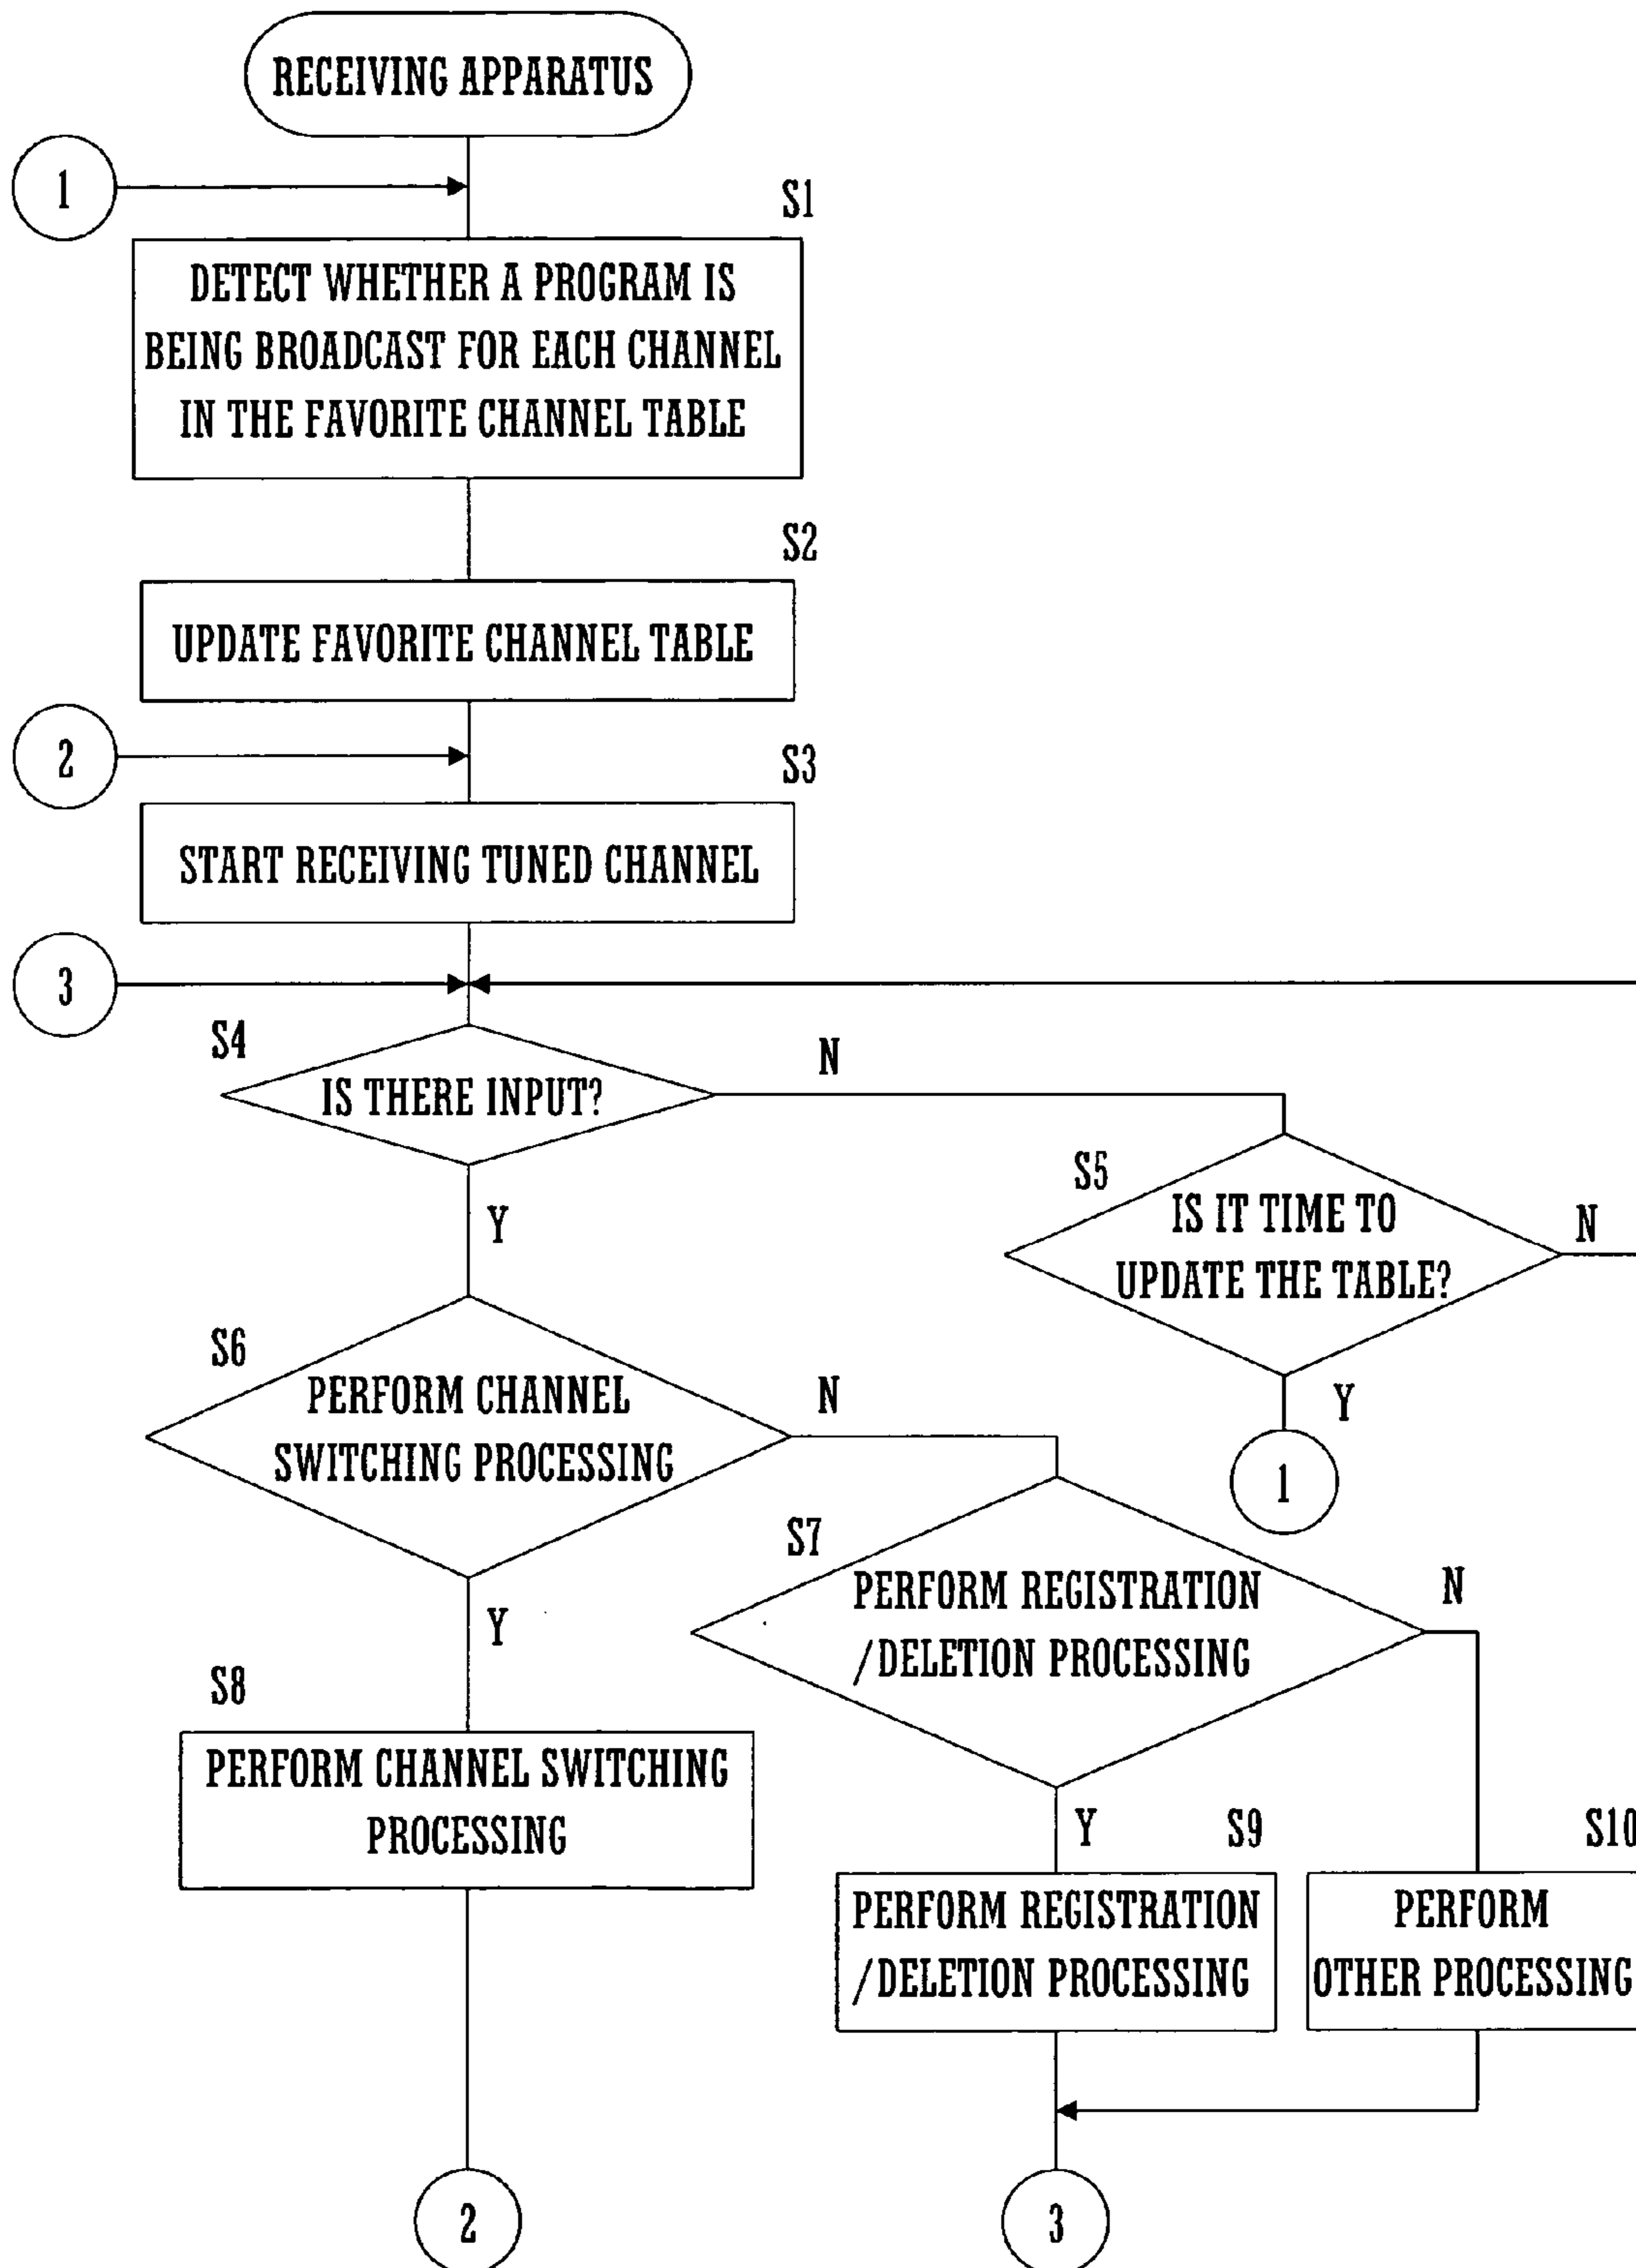 RECEIVING APPARATUS
1
S1
DETECT WHETHER A PROGRAM IS
BEING BROADCAST FOR EACH CHANNEL
IN THE FAVORITE CHANNEL TABLE
S2
UPDATE FAVORITE CHANNEL TABLE
2
S3
START RECEIVING TUNED CHANNEL
3
S4
IS THERE INPUT?
N
Y
S5
IS IT TIME TO
UPDATE THE TABLE?
N
Y
1
S6
PERFORM CHANNEL
SWITCHING PROCESSING
N
Y
S7
PERFORM REGISTRATION
/DELETION PROCESSING
N
Y
S8
PERFORM CHANNEL SWITCHING
PROCESSING
S9
PERFORM REGISTRATION
/DELETION PROCESSING
S10
PERFORM
OTHER PROCESSING
2
3